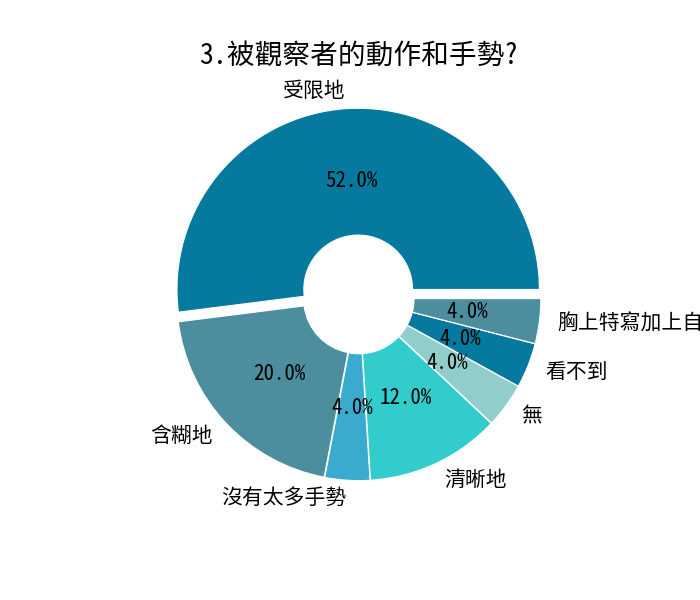 3.被觀察者的動作和手勢?
受限地
52.0%
4.0%
胸上特寫加上自
4.0%
看不到
4.0%
無
12.0%
清晰地
4.0%
沒有太多手勢
20.0%
含糊地